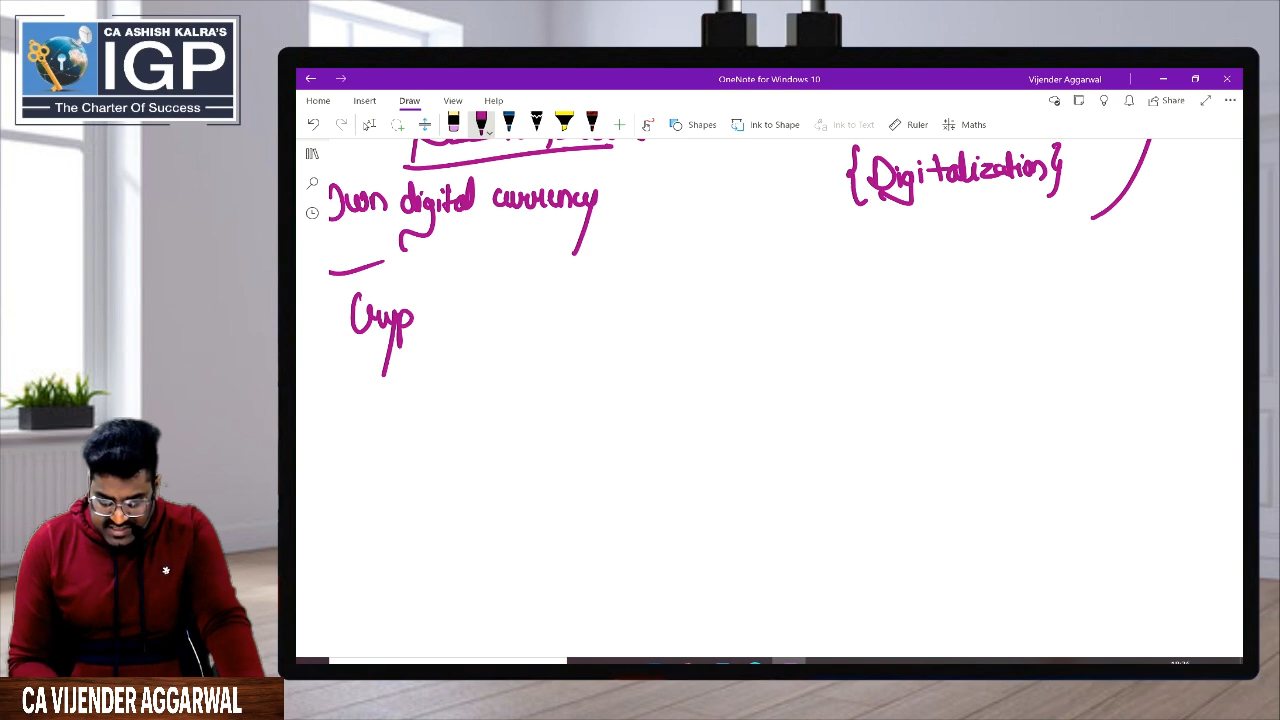 CA ASHISH KALRA'S
IGP
The Charter Of Success
OneNote for Windows 10
Vijender Aggarwal
Home Insert Draw View Help
Share
Shapes Ink to Shape Ink to Text Ruler Maths
{Digitalization}
digital currency
Cryp
CA VIJENDER AGGARWAL